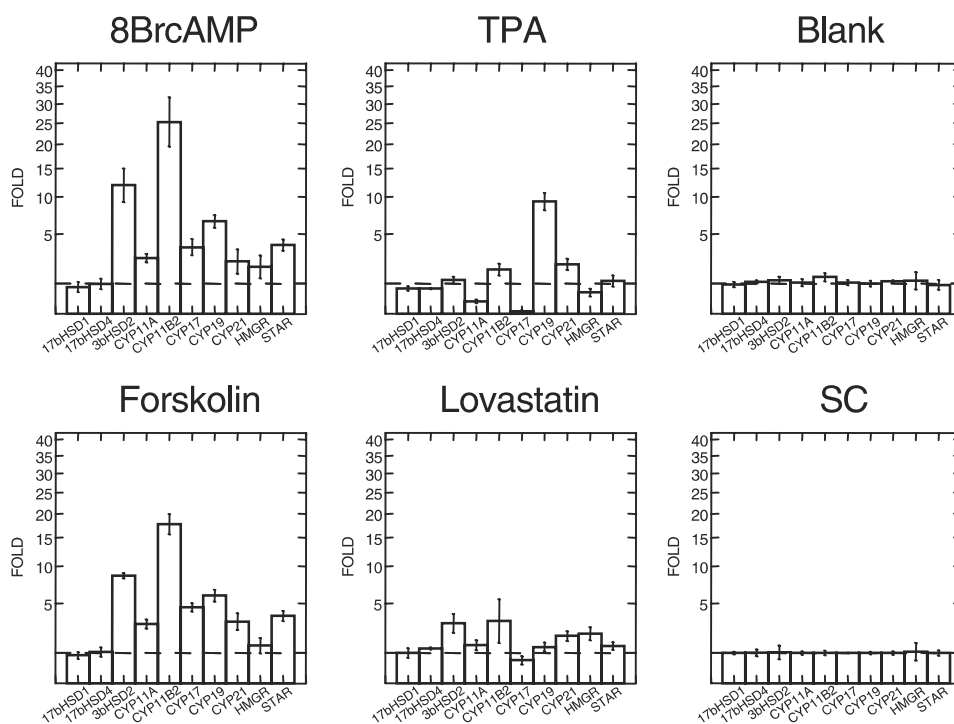 8BrcAMP
40
35
30
25
20
15
10
5
FOLD
17bHSD1
17bHSD4
3bHSD2
CYP11A
CYP11B2
CYP17
CYP19
CYP21
HMGR
STAR
TPA
40
35
30
25
20
15
10
5
FOLD
17bHSD1
17bHSD4
3bHSD2
CYP11A
CYP11B2
CYP17
CYP19
CYP21
HMGR
STAR
Blank
40
35
30
25
20
15
10
5
FOLD
17bHSD1
17bHSD4
3bHSD2
CYP11A
CYP11B2
CYP17
CYP19
CYP21
HMGR
STAR
Forskolin
40
35
30
25
20
15
10
5
FOLD
17bHSD1
17bHSD4
3bHSD2
CYP11A
CYP11B2
CYP17
CYP19
CYP21
HMGR
STAR
Lovastatin
40
35
30
25
20
15
10
5
FOLD
17bHSD1
17bHSD4
3bHSD2
CYP11A
CYP11B2
CYP17
CYP19
CYP21
HMGR
STAR
SC
40
35
30
25
20
15
10
5
FOLD
17bHSD1
17bHSD4
3bHSD2
CYP11A
CYP11B2
CYP17
CYP19
CYP21
HMGR
STAR